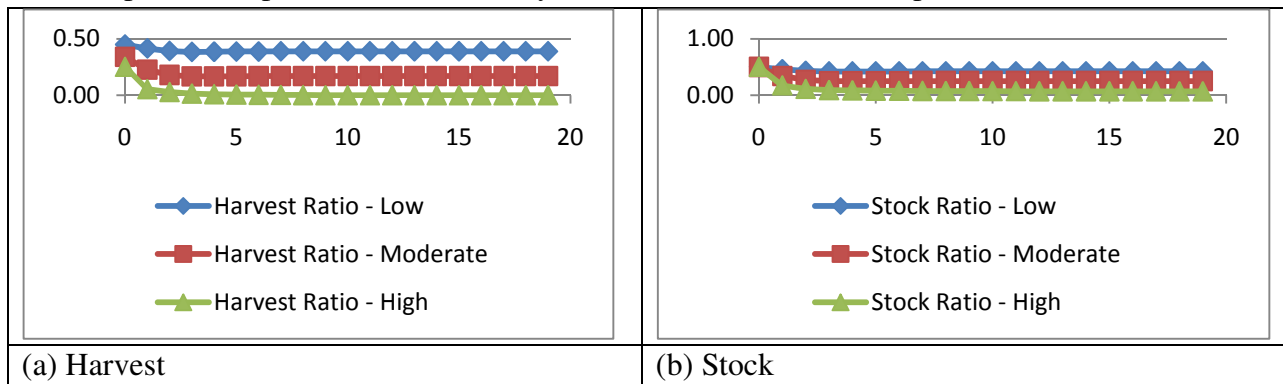 0.50
0.00
0 5 10 15 20
Harvest Ratio - Low
Harvest Ratio - Moderate
Harvest Ratio - High
(a) Harvest
1.00
0.00
0 5 10 15 20
Stock Ratio - Low
Stock Ratio - Moderate
Stock Ratio - High
(b) Stock